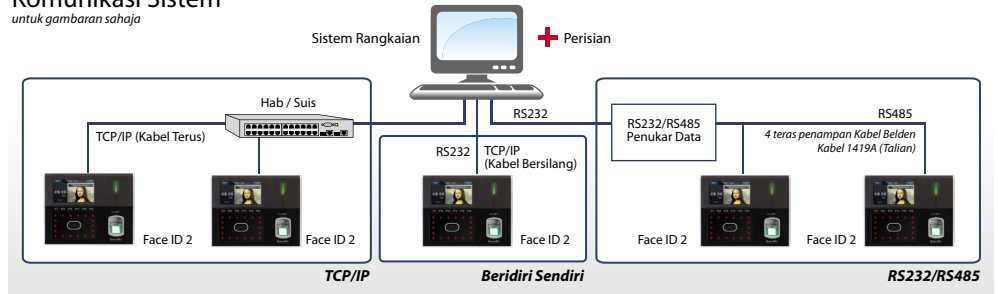 Komunikasi Sistem
untuk gambaran sahaja
Sistem Rangkaian
Perisian
Hab / Suis
TCP/IP (Kabel Terus)
Face ID 2
Face ID 2
TCP/IP
RS232
TCP/IP
(Kabel Bersilang)
Face ID 2
Beridiri Sendiri
RS232
RS232/RS485
Penukar Data
RS485
4 teras penampan Kabel Belden
Kabel 1419A (Talian)
Face ID 2
Face ID 2
RS232/RS485